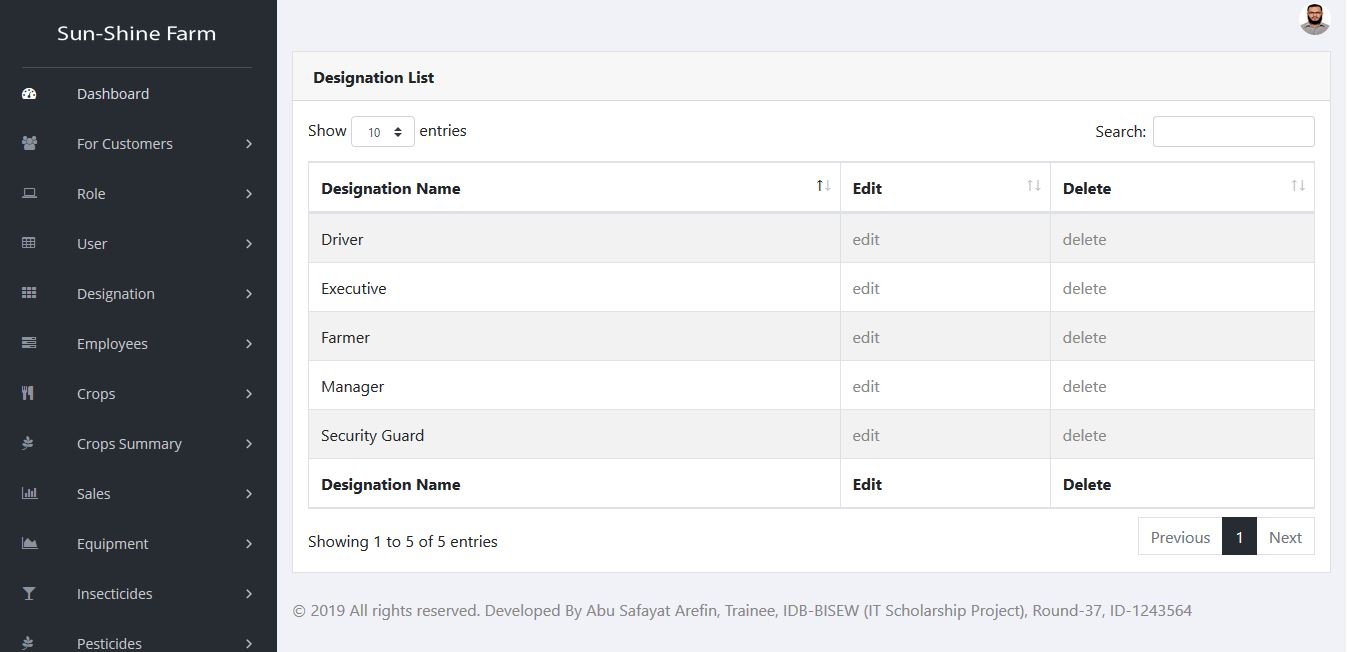 Sun-Shine Farm
Dashboard
For Customers
Role
User
Designation
Employees
Crops
Crops Summary
Sales
Equipment
Insecticides
Pesticides
Designation List
Show 10 entries
Search:
Designation Name Edit Delete
Driver edit delete
Executive edit delete
Farmer edit delete
Manager edit delete
Security Guard edit delete
Designation Name Edit Delete
Showing 1 to 5 of 5 entries
Previous 1 Next
© 2019 All rights reserved. Developed By Abu Safayat Arefin, Trainee, IDB-BISEW (IT Scholarship Project), Round-37, ID-1243564